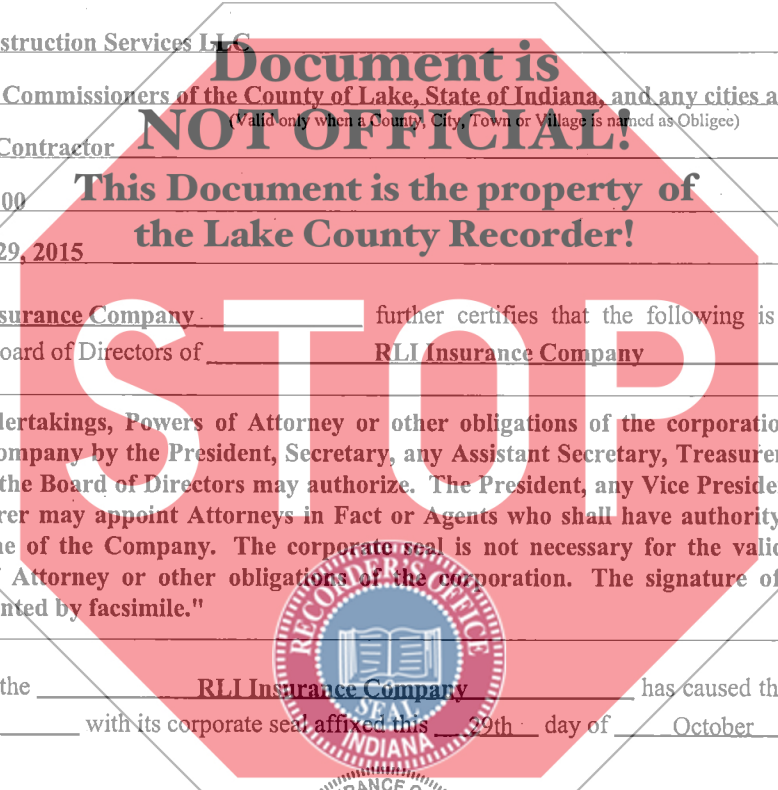 struction Services LLC
Document is
Commissioners of the County of Lake, State of Indiana, and any cities a
(Valid only when a County, City, Town or Village is named as Obligee)
NOT OFFICIAL!
Contractor
00
This Document is the property of
the Lake County Recorder!
29, 2015
surance Company further certifies that the following is
oard of Directors of RLI Insurance Company
STOP
dertakings, Powers of Attorney or other obligations of the corporatio
ompany by the President, Secretary, any Assistant Secretary, Treasurer
the Board of Directors may authorize. The President, any Vice Preside
rer may appoint Attorneys in Fact or Agents who shall have authority
ne of the Company. The corporate seal is not necessary for the valid
Attorney or other obligations of the corporation. The signature of
nted by facsimile."
RECORDER'S OFFICE
SEAL
INDIANA
the RLI Insurance Company has caused th
with its corporate seal affixed this 29th day of October
ANCE